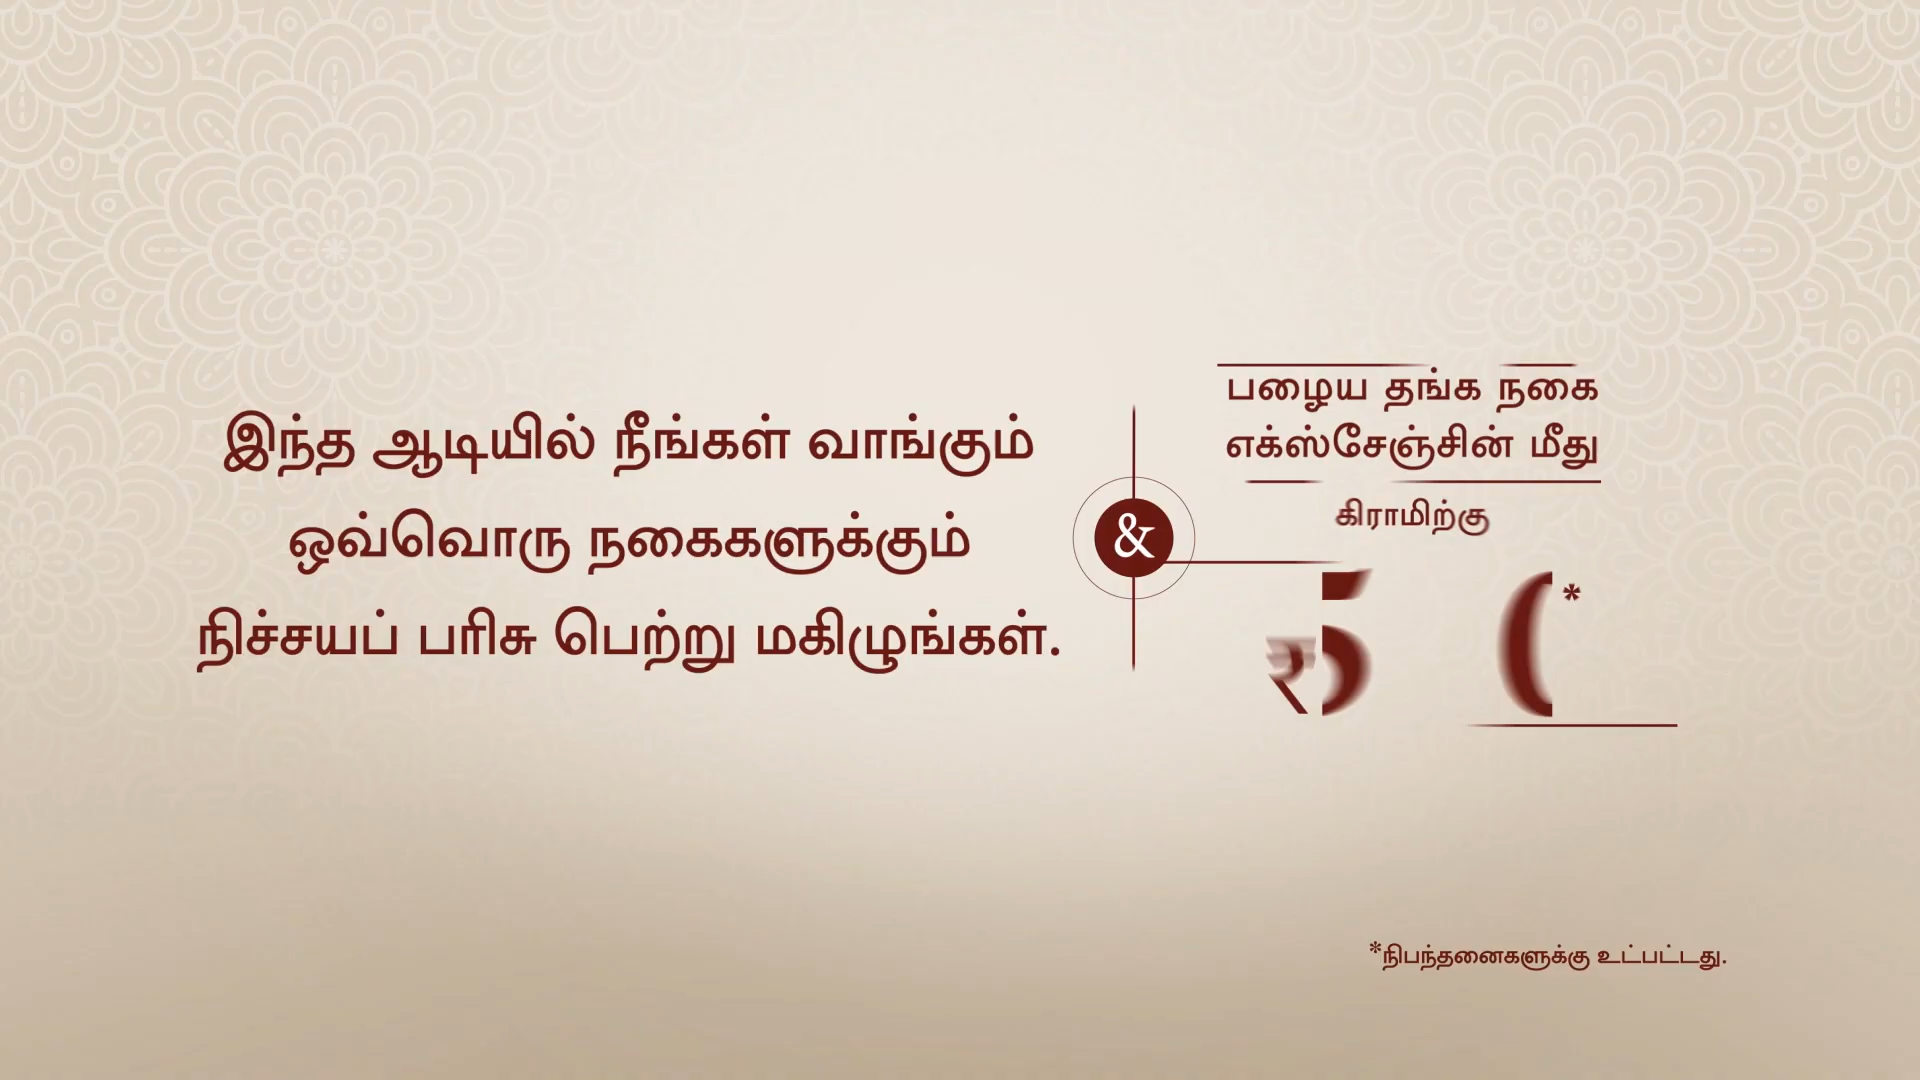 இந்த ஆடியில் நீங்கள் வாங்கும்
ஒவ்வொரு நகைகளுக்கும்
நிச்சயப் பரிசு பெற்று மகிழுங்கள்.
&
பழைய தங்க நகை
எக்ஸ்சேஞ்சின் மீது
கிராமிற்கு
*நிபந்தனைகளுக்கு உட்பட்டது.